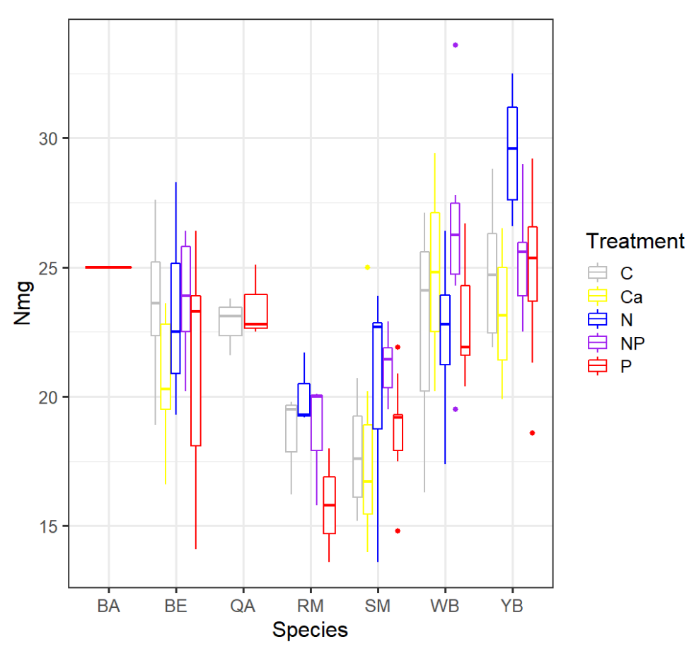 30
25
20
15
Nmg
BA BE QA RM SM WB YB
Species
Treatment
C
Ca
N
NP
P